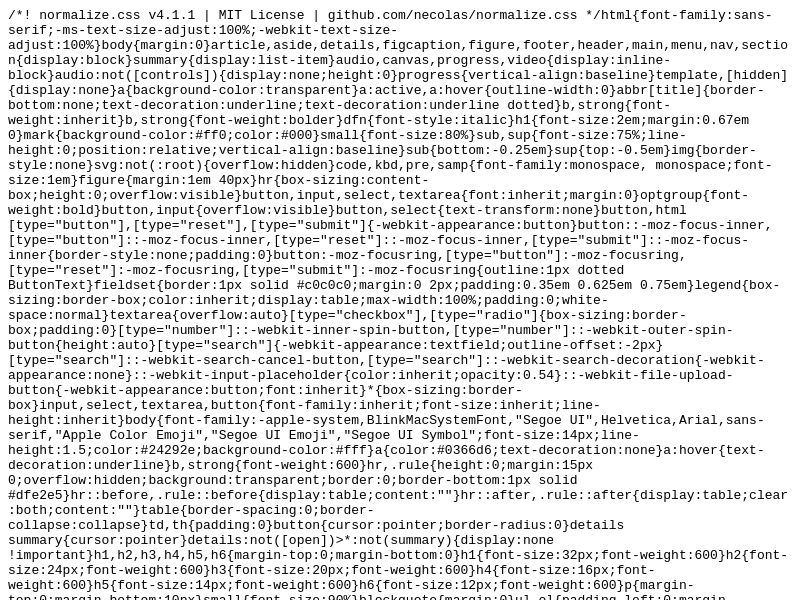 /*! normalize.css v4.1.1 | MIT License | github.com/necolas/normalize.css */html{font-family:sans-
serif;-ms-text-size-adjust:100%;-webkit-text-size-
adjust:100%}body{margin:0}article,aside,details,figcaption,figure,footer,header,main,menu,nav,sectio
n{display:block}summary{display:list-item}audio,canvas,progress,video{display:inline-
block}audio:not([controls]){display:none;height:0}progress{vertical-align:baseline}template,[hidden]
{display:none}a{background-color:transparent}a:active,a:hover{outline-width:0}abbr[title]{border-
bottom:none;text-decoration:underline;text-decoration:underline dotted}b,strong{font-
weight:inherit}b,strong{font-weight:bolder}dfn{font-style:italic}h1{font-size:2em;margin:0.67em
0}mark{background-color:#ff0;color:#000}small{font-size:80%}sub,sup{font-size:75%;line-
height:0;position:relative;vertical-align:baseline}sub{bottom:-0.25em}sup{top:-0.5em}img{border-
style:none}svg:not(:root){overflow:hidden}code,kbd,pre,samp{font-family:monospace, monospace;font-
size:1em}figure{margin:1em 40px}hr{box-sizing:content-
box;height:0;overflow:visible}button,input,select,textarea{font:inherit;margin:0}optgroup{font-
weight:bold}button,input{overflow:visible}button,select{text-transform:none}button,html
[type="button"],[type="reset"],[type="submit"]{-webkit-appearance:button}button::-moz-focus-inner,
[type="button"]::-moz-focus-inner,[type="reset"]::-moz-focus-inner,[type="submit"]::-moz-focus-
inner{border-style:none;padding:0}button:-moz-focusring,[type="button"]:-moz-focusring,
[type="reset"]:-moz-focusring,[type="submit"]:-moz-focusring{outline:1px dotted
ButtonText}fieldset{border:1px solid #c0c0c0;margin:0 2px;padding:0.35em 0.625em 0.75em}legend{box-
sizing:border-box;color:inherit;display:table;max-width:100%;padding:0;white-
space:normal}textarea{overflow:auto}[type="checkbox"],[type="radio"]{box-sizing:border-
box;padding:0}[type="number"]::-webkit-inner-spin-button,[type="number"]::-webkit-outer-spin-
button{height:auto}[type="search"]{-webkit-appearance:textfield;outline-offset:-2px}
[type="search"]::-webkit-search-cancel-button,[type="search"]::-webkit-search-decoration{-webkit-
appearance:none}::-webkit-input-placeholder{color:inherit;opacity:0.54}::-webkit-file-upload-
button{-webkit-appearance:button;font:inherit}*{box-sizing:border-
box}input,select,textarea,button{font-family:inherit;font-size:inherit;line-
height:inherit}body{font-family:-apple-system,BlinkMacSystemFont,"Segoe UI",Helvetica,Arial,sans-
serif,"Apple Color Emoji","Segoe UI Emoji","Segoe UI Symbol";font-size:14px;line-
height:1.5;color:#24292e;background-color:#fff}a{color:#0366d6;text-decoration:none}a:hover{text-
decoration:underline}b,strong{font-weight:600}hr,.rule{height:0;margin:15px
0;overflow:hidden;background:transparent;border:0;border-bottom:1px solid
#dfe2e5}hr::before,.rule::before{display:table;content:""}hr::after,.rule::after{display:table;clear
:both;content:""}table{border-spacing:0;border-
collapse:collapse}td,th{padding:0}button{cursor:pointer;border-radius:0}details
summary{cursor:pointer}details:not([open])>*:not(summary){display:none
!important}h1,h2,h3,h4,h5,h6{margin-top:0;margin-bottom:0}h1{font-size:32px;font-weight:600}h2{font-
size:24px;font-weight:600}h3{font-size:20px;font-weight:600}h4{font-size:16px;font-
weight:600}h5{font-size:14px;font-weight:600}h6{font-size:12px;font-weight:600}p{margin-
top:0;margin-bottom:10px}small{font-size:90%}blockquote{margin:0}ul,ol{padding-left:0;margin-